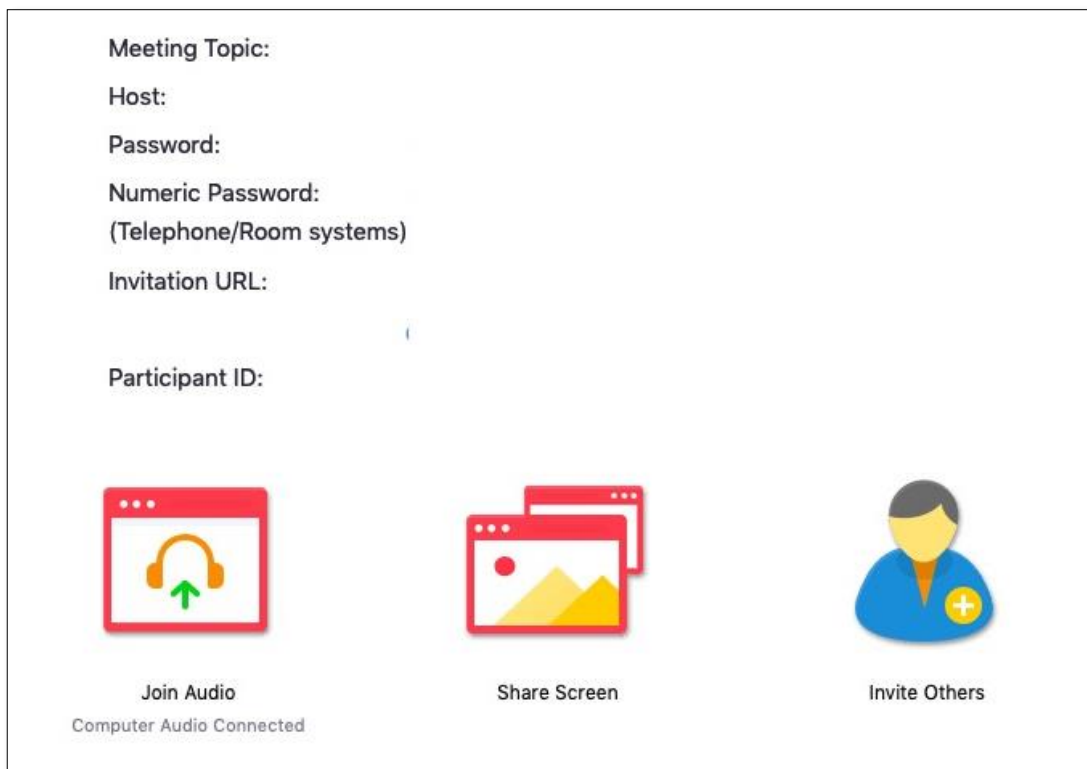 Meeting Topic:
Host:
Password:
Numeric Password:
(Telephone/Room systems)
Invitation URL:
Participant ID:
Join Audio
Share Screen
Invite Others
Computer Audio Connected